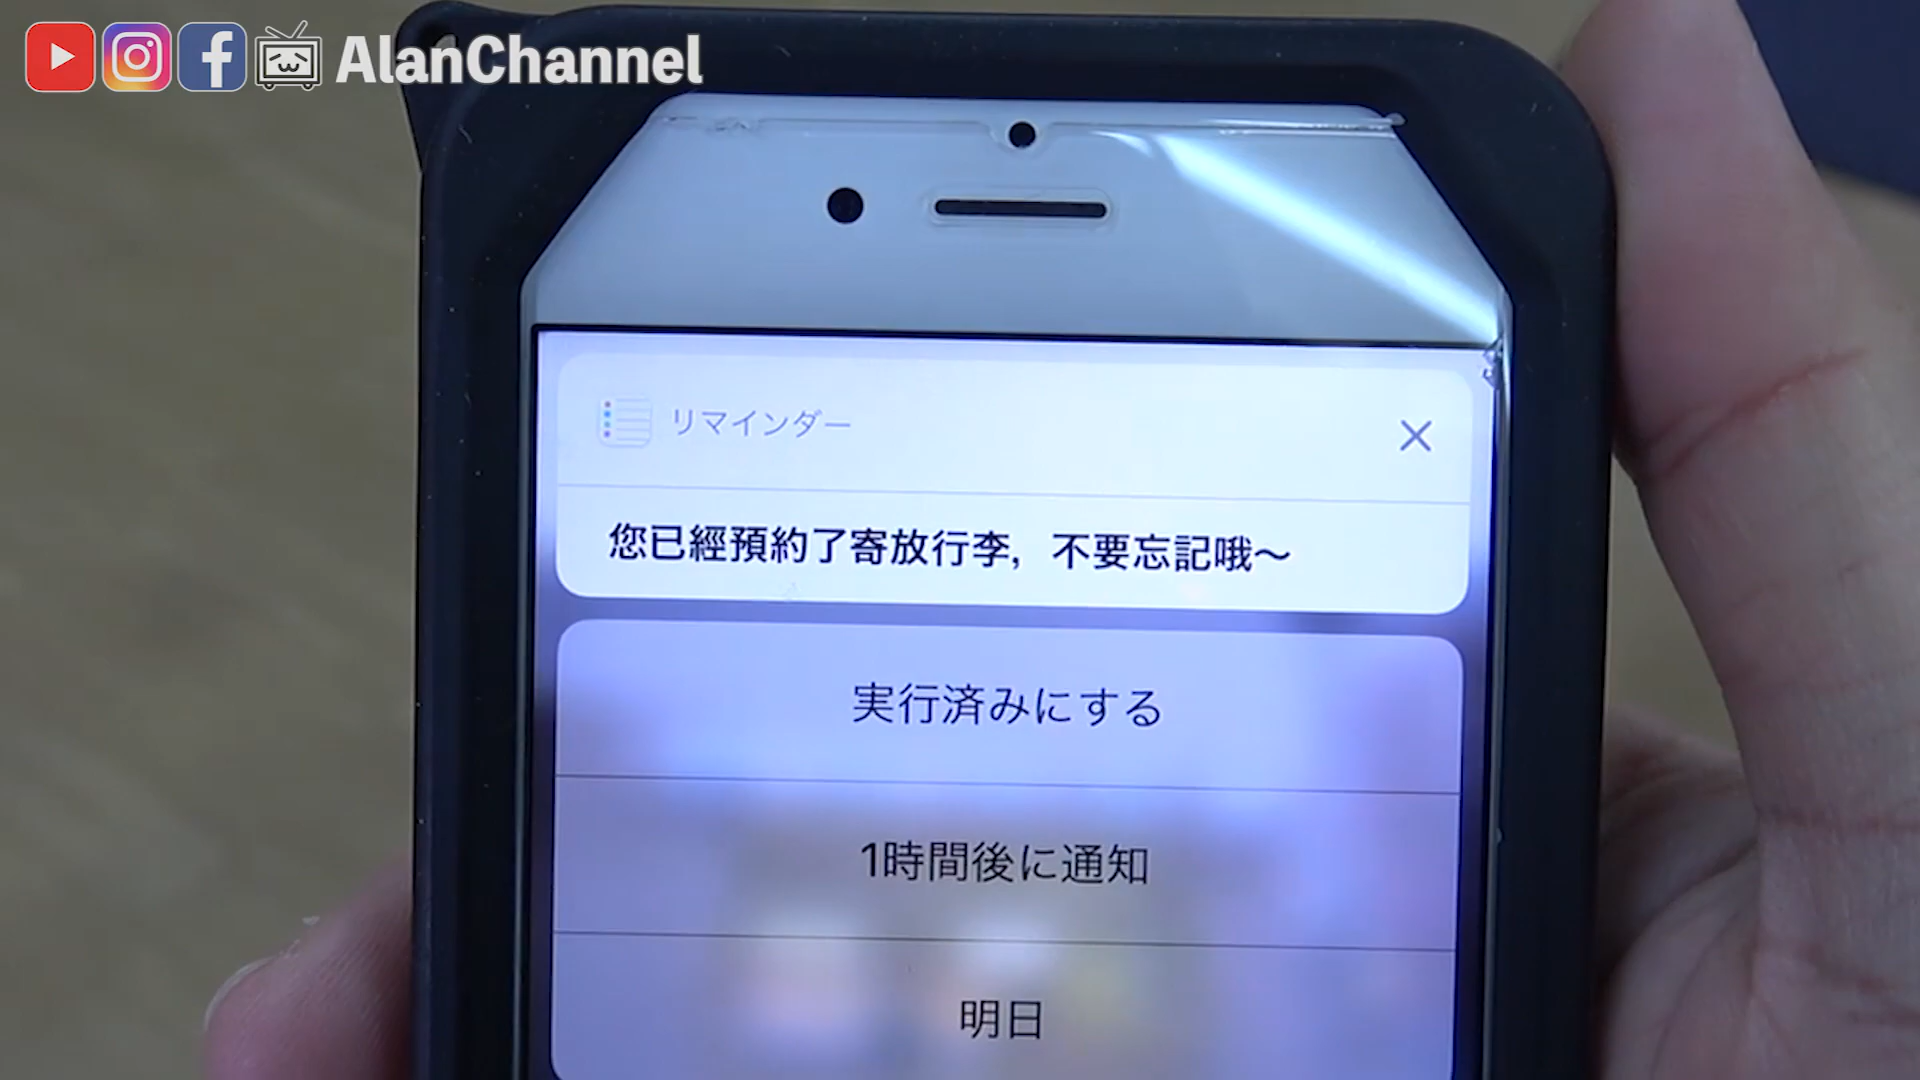 AlanChannel
リマインダー
您已經預約了寄放行李，不要忘記哦～
実行済みにする
1時間後に通知
明日